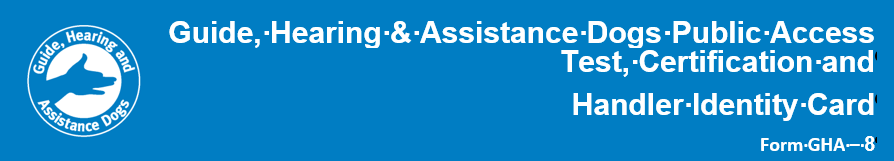 Guide, Hearing and
Assistance Dogs
Guide,·Hearing·&·Assistance·Dogs·Public·Access
Test,·Certification·and
Handler·Identity·Card
Form·GHA·–·8